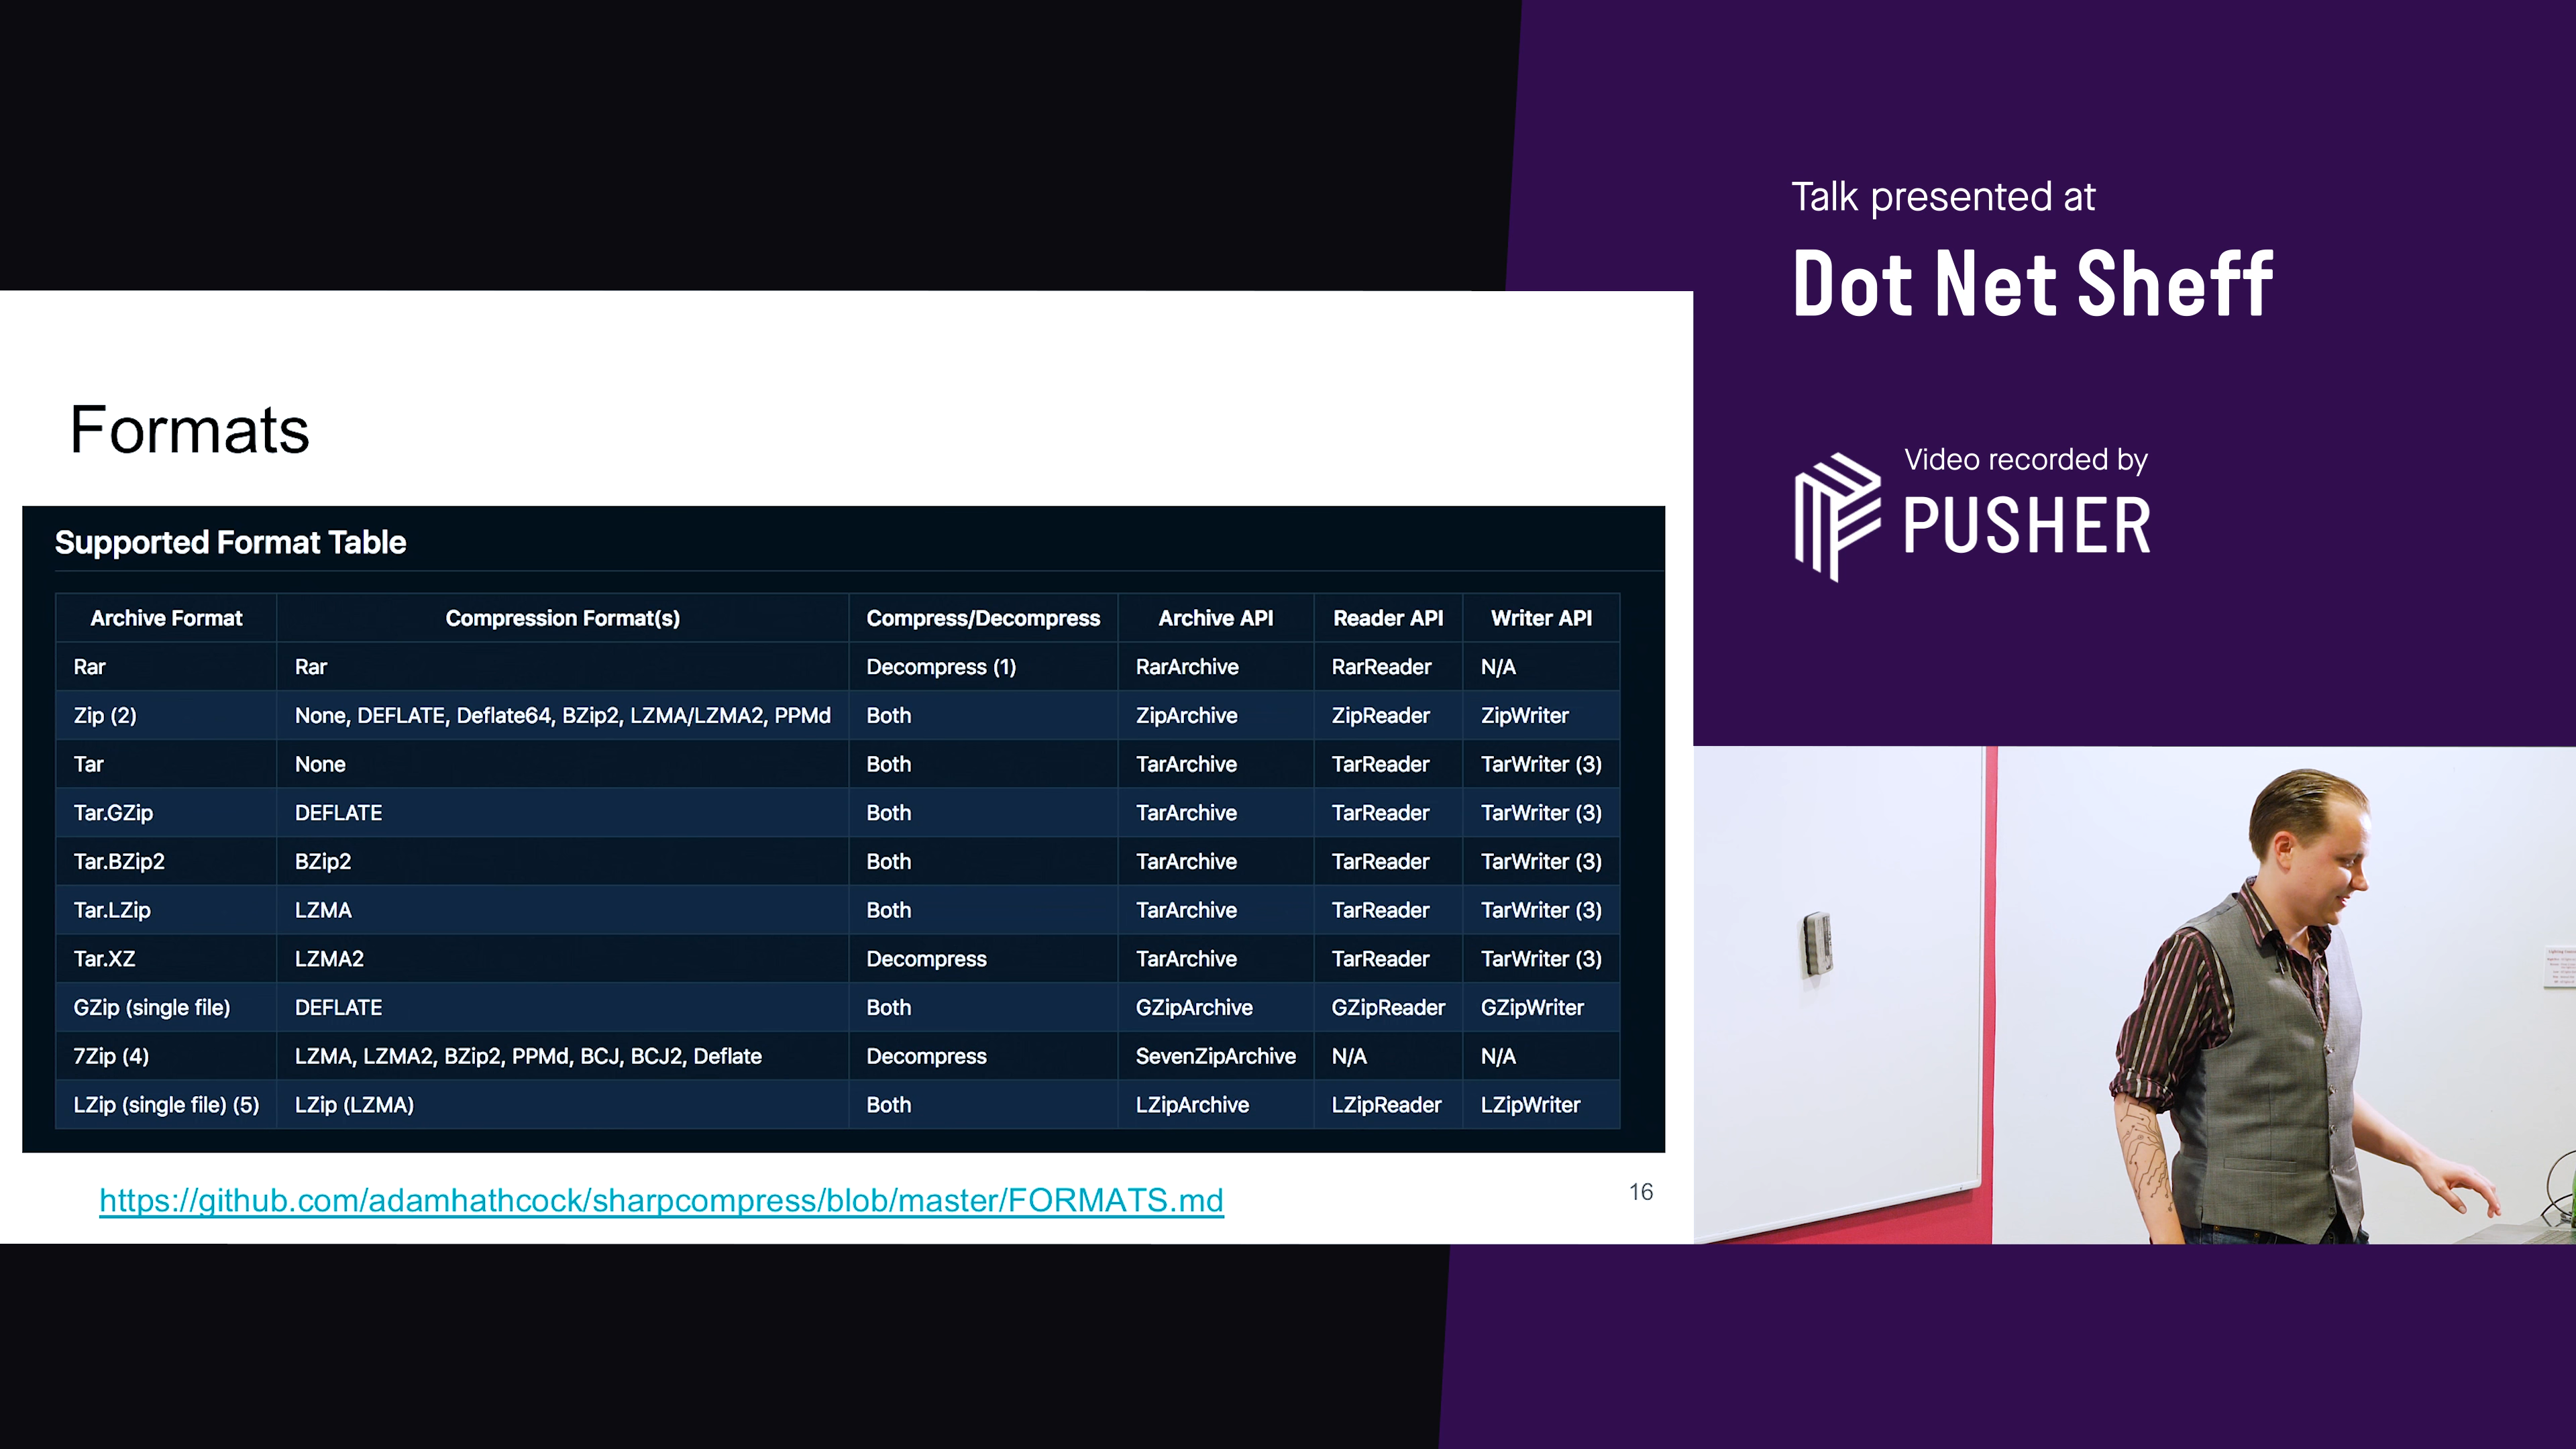 Talk presented at
Dot Net Sheff
Video recorded by
PUSHER
Formats
Supported Format Table
Archive Format Compression Format(s) Compress/Decompress Archive API Reader API Writer API
Rar Rar Decompress (1) RarArchive RarReader N/A
Zip (2) None, DEFLATE, Deflate64, BZip2, LZMA/LZMA2, PPMd Both ZipArchive ZipReader ZipWriter
Tar None Both TarArchive TarReader TarWriter (3)
Tar.GZip DEFLATE Both TarArchive TarReader TarWriter (3)
Tar.BZip2 BZip2 Both TarArchive TarReader TarWriter (3)
Tar.LZip LZMA Both TarArchive TarReader TarWriter (3)
Tar.XZ LZMA2 Decompress TarArchive TarReader TarWriter (3)
GZip (single file) DEFLATE Both GZipArchive GZipReader GZipWriter
7Zip (4) LZMA, LZMA2, BZip2, PPMd, BCJ, BCJ2, Deflate Decompress SevenZipArchive N/A N/A
LZip (single file) (5) LZip (LZMA) Both LZipArchive LZipReader LZipWriter
https://github.com/adamhathcock/sharpcompress/blob/master/FORMATS.md
16